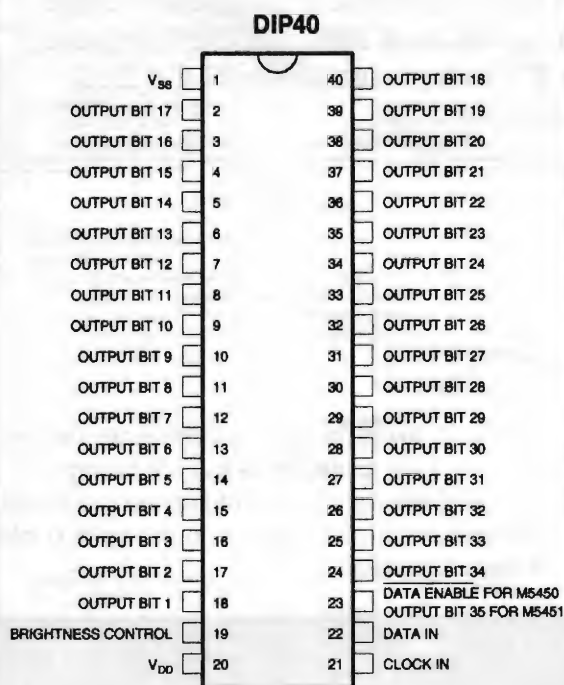 DIP40
V_SS 1 40 OUTPUT BIT 18
OUTPUT BIT 17 2 39 OUTPUT BIT 19
OUTPUT BIT 16 3 38 OUTPUT BIT 20
OUTPUT BIT 15 4 37 OUTPUT BIT 21
OUTPUT BIT 14 5 36 OUTPUT BIT 22
OUTPUT BIT 13 6 35 OUTPUT BIT 23
OUTPUT BIT 12 7 34 OUTPUT BIT 24
OUTPUT BIT 11 8 33 OUTPUT BIT 25
OUTPUT BIT 10 9 32 OUTPUT BIT 26
OUTPUT BIT 9 10 31 OUTPUT BIT 27
OUTPUT BIT 8 11 30 OUTPUT BIT 28
OUTPUT BIT 7 12 29 OUTPUT BIT 29
OUTPUT BIT 6 13 28 OUTPUT BIT 30
OUTPUT BIT 5 14 27 OUTPUT BIT 31
OUTPUT BIT 4 15 26 OUTPUT BIT 32
OUTPUT BIT 3 16 25 OUTPUT BIT 33
OUTPUT BIT 2 17 24 OUTPUT BIT 34
OUTPUT BIT 1 18 23 DATA ENABLE FOR M5450
OUTPUT BIT 35 FOR M5451
BRIGHTNESS CONTROL 19 22 DATA IN
V_DD 20 21 CLOCK IN